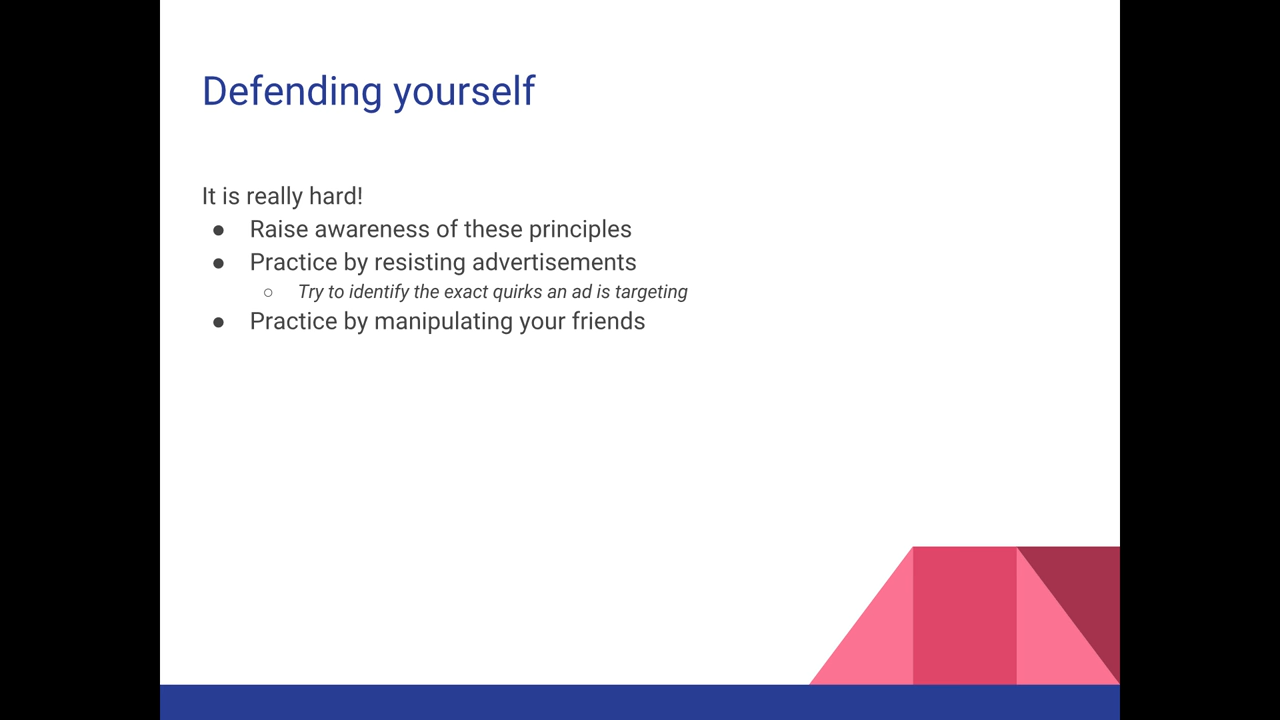 Defending yourself
It is really hard!
● Raise awareness of these principles
● Practice by resisting advertisements
○ Try to identify the exact quirks an ad is targeting
● Practice by manipulating your friends